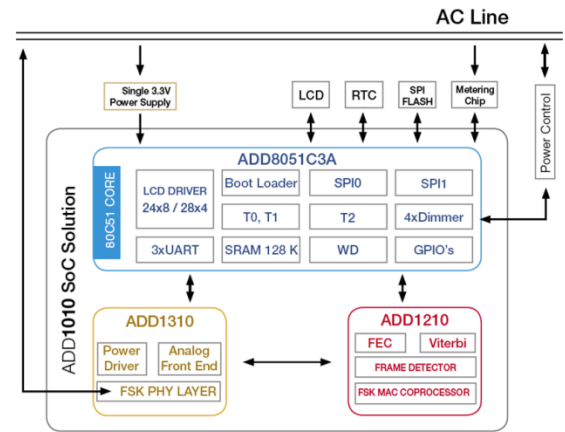 AC Line
Single 3.3V
Power Supply
LCD
RTC
SPI
FLASH
Metering
Chip
Power Control
ADD1010 SoC Solution
ADD8051C3A
80C51 CORE
LCD DRIVER
24x8 / 28x4
Boot Loader
SPI0
SPI1
T0, T1
T2
4xDimmer
3xUART
SRAM 128 K
WD
GPIO's
ADD1310
Power
Driver
Analog
Front End
FSK PHY LAYER
ADD1210
FEC
Viterbi
FRAME DETECTOR
FSK MAC COPROCESSOR